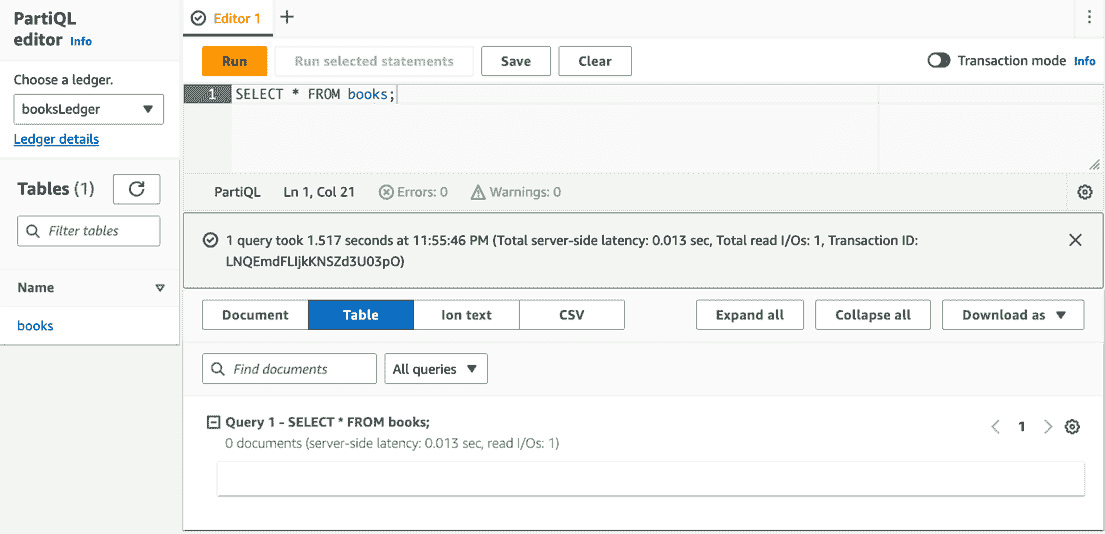 PartiQL
editor Info
Choose a ledger.
booksLedger
Ledger details
Tables (1)
Filter tables
Name
books
Editor 1
Run Run selected statements Save Clear Transaction mode Info
1 SELECT * FROM books;
PartiQL Ln 1, Col 21 Errors: 0 Warnings: 0
1 query took 1.517 seconds at 11:55:46 PM (Total server-side latency: 0.013 sec, Total read I/Os: 1, Transaction ID:
LNQEmdFLIjkKNSZd3U03pO)
Document Table Ion text CSV Expand all Collapse all Download as
Find documents All queries
Query 1 - SELECT * FROM books; 1
0 documents (server-side latency: 0.013 sec, read I/Os: 1)